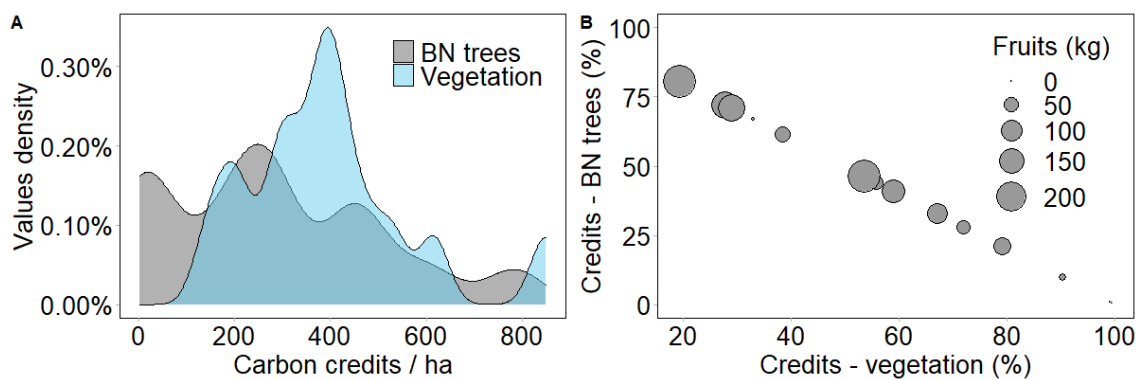 A
Values density
0.30%
0.20%
0.10%
0.00%
BN trees
Vegetation
0
200
400
600
800
Carbon credits / ha
B
Credits - BN trees (%)
100
75
50
25
0
Fruits (kg)
0
50
100
150
200
20
40
60
80
100
Credits - vegetation (%)